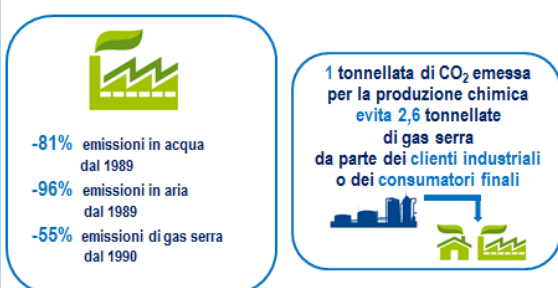 -81% emissioni in acqua
dal 1989
-96% emissioni in aria
dal 1989
-55% emissioni di gas serra
dal 1990
1 tonnellata di CO₂ emessa
per la produzione chimica
evita 2,6 tonnellate
di gas serra
da parte dei clienti industriali
o dei consumatori finali